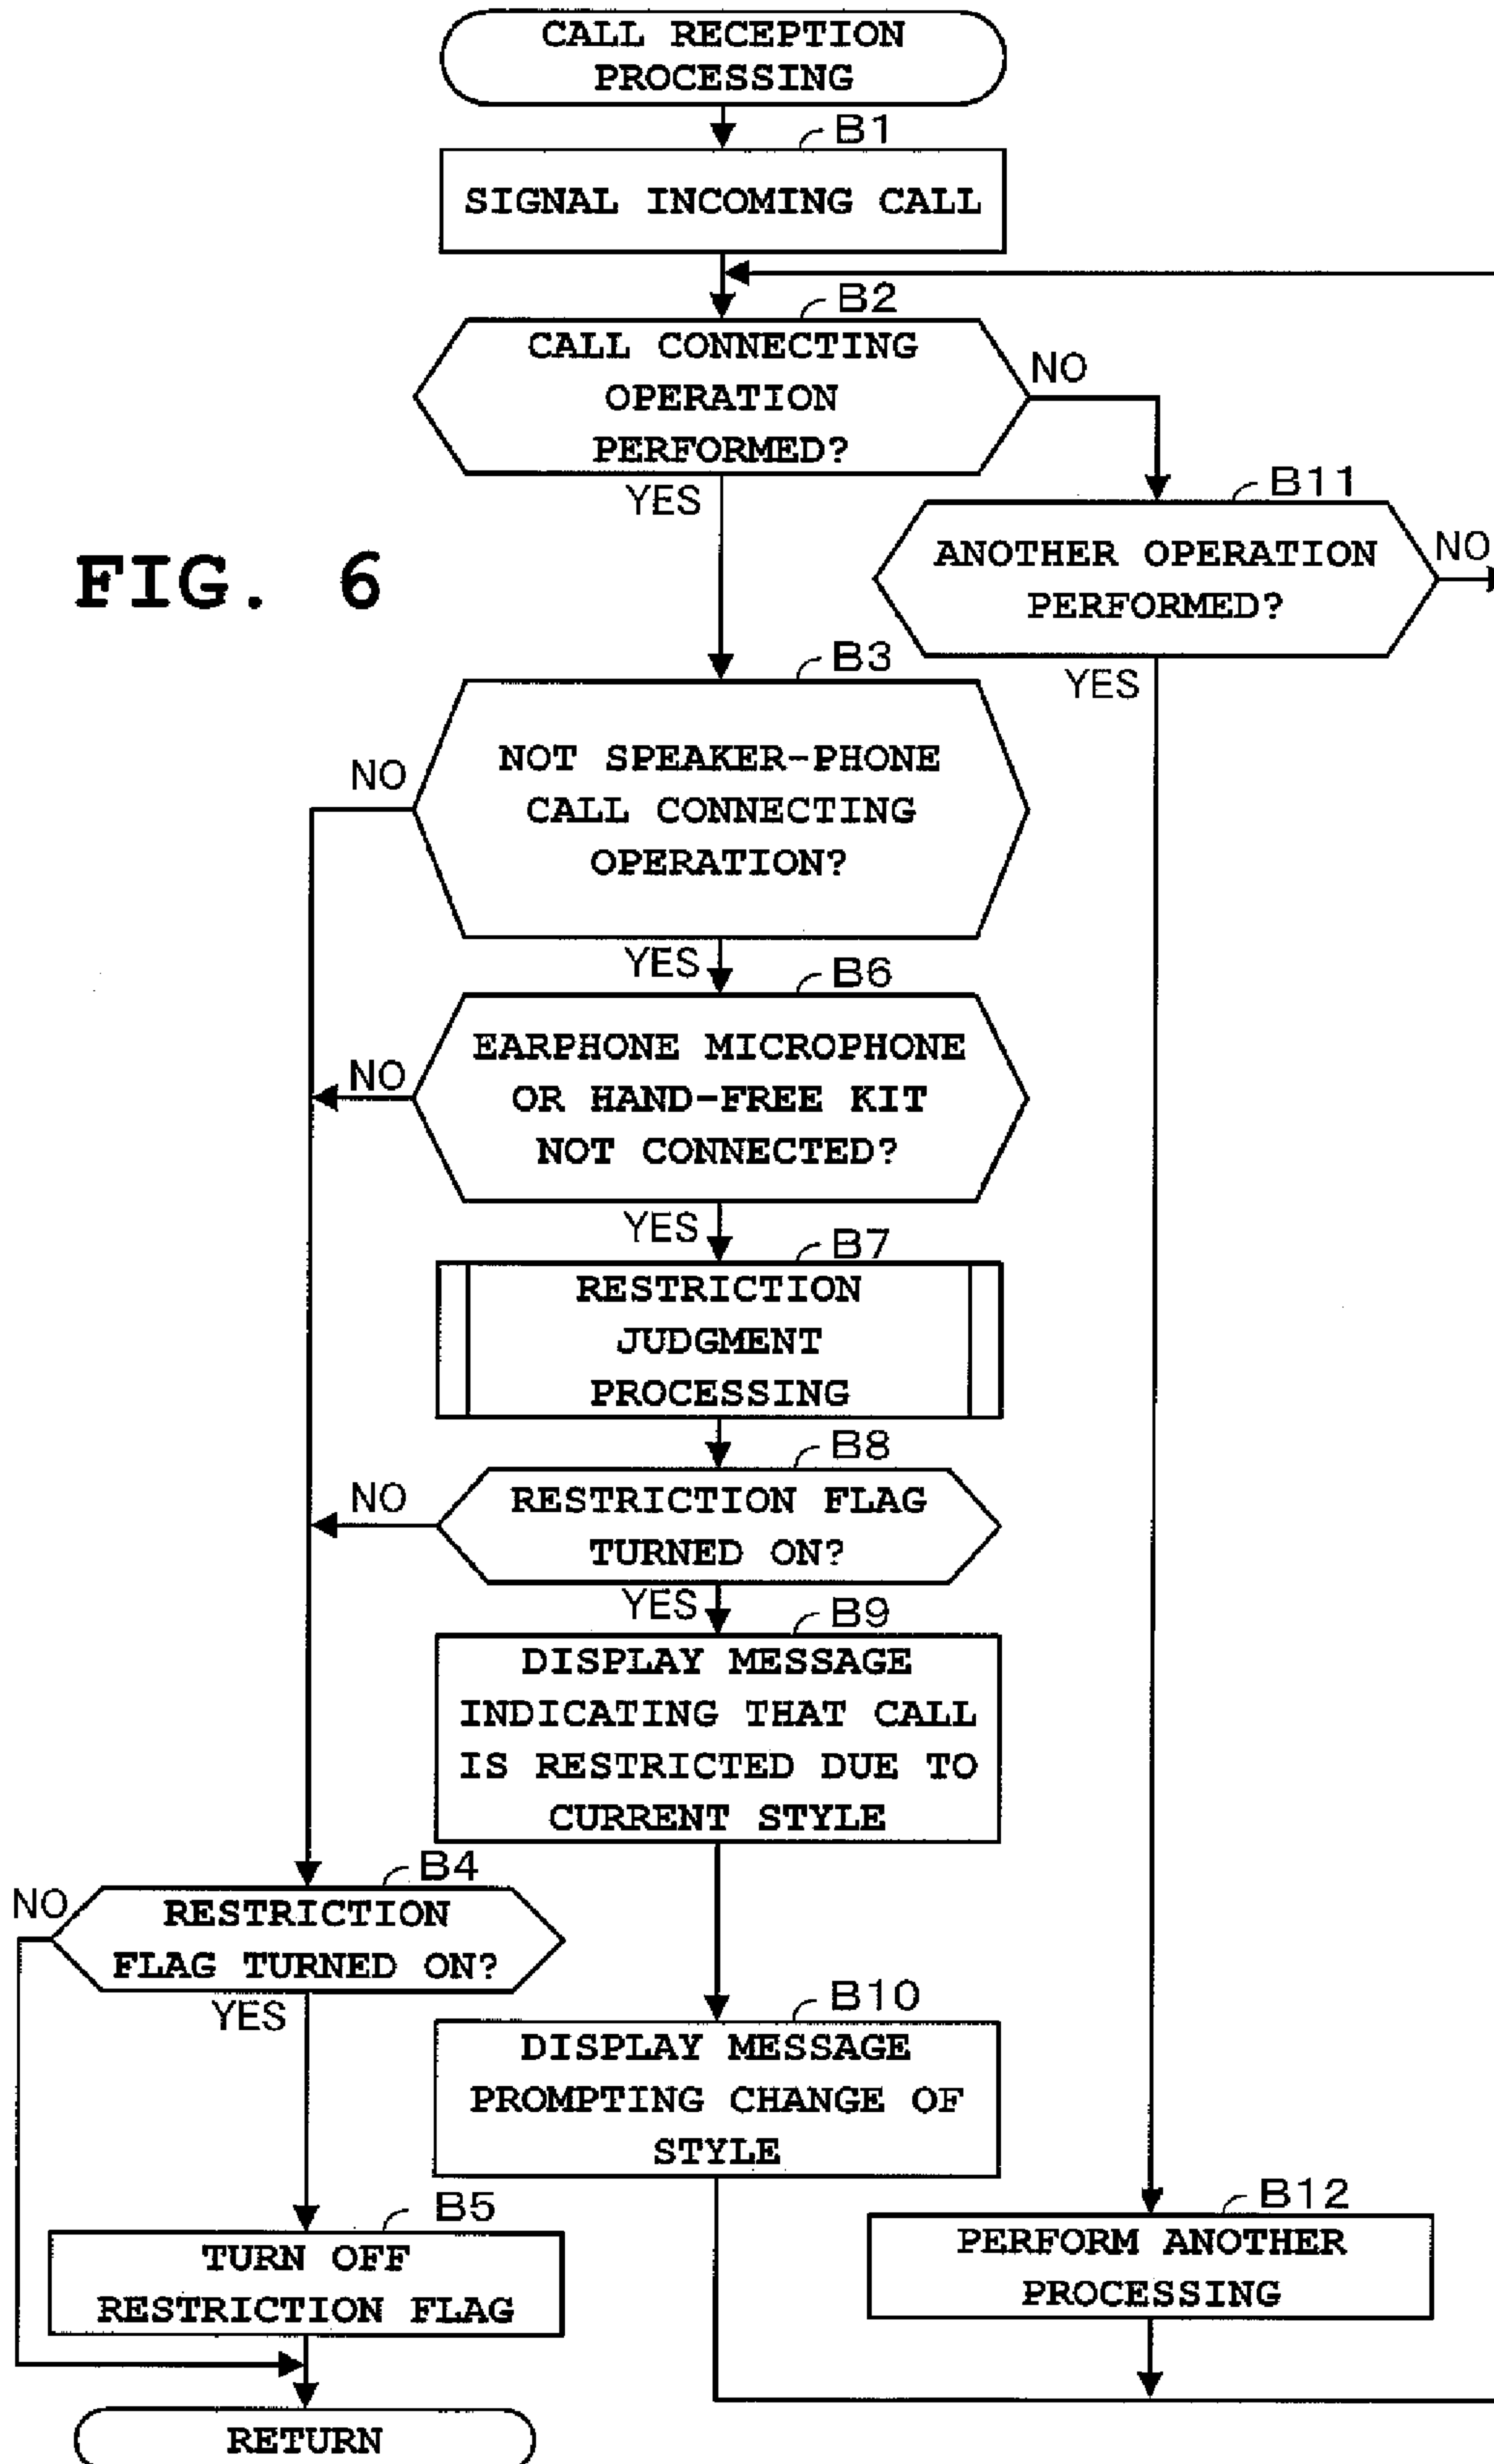 CALL RECEPTION
PROCESSING
B1
SIGNAL INCOMING CALL
B2
CALL CONNECTING
OPERATION
PERFORMED?
NO
YES
B11
ANOTHER OPERATION
PERFORMED?
NO
YES
FIG. 6
B3
NOT SPEAKER-PHONE
CALL CONNECTING
OPERATION?
NO
YES
B6
EARPHONE MICROPHONE
OR HAND-FREE KIT
NOT CONNECTED?
NO
YES
B7
RESTRICTION
JUDGMENT
PROCESSING
B8
RESTRICTION FLAG
TURNED ON?
NO
YES
B9
DISPLAY MESSAGE
INDICATING THAT CALL
IS RESTRICTED DUE TO
CURRENT STYLE
B4
RESTRICTION
FLAG TURNED ON?
NO
YES
B10
DISPLAY MESSAGE
PROMPTING CHANGE OF
STYLE
B5
TURN OFF
RESTRICTION FLAG
B12
PERFORM ANOTHER
PROCESSING
RETURN